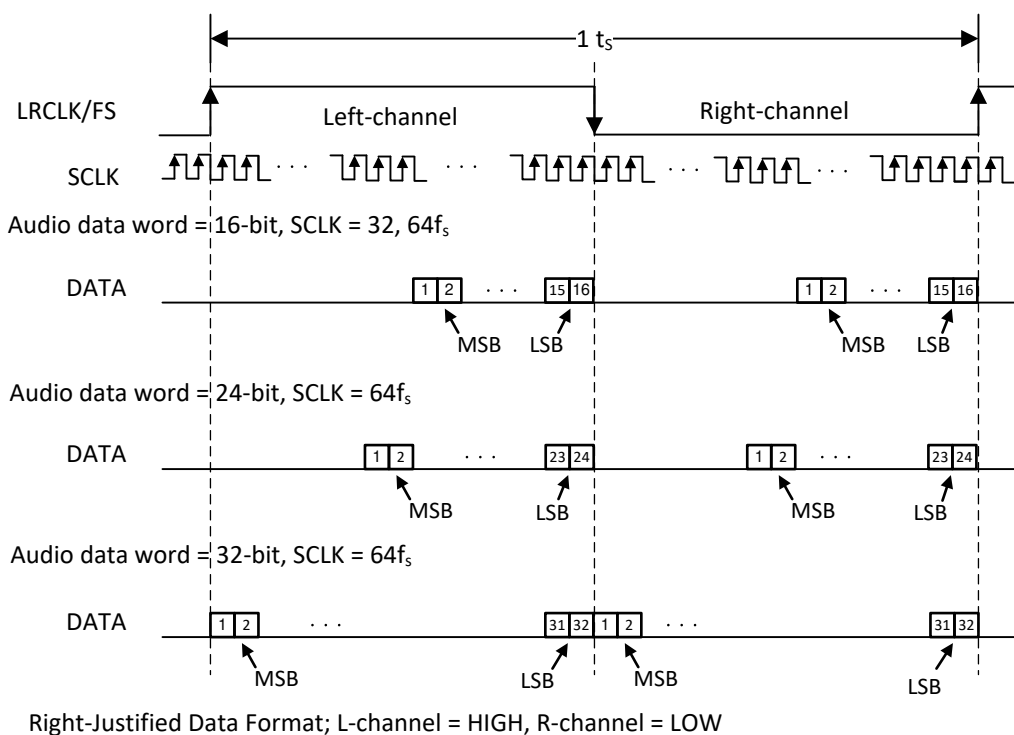 1 tS
LRCLK/FS
Left-channel
Right-channel
SCLK
. . .
. . .
. . .
. . .
Audio data word = 16-bit, SCLK = 32, 64fs
DATA
1 2 . . . 15 16
1 2 . . . 15 16
MSB LSB MSB LSB
Audio data word = 24-bit, SCLK = 64fs
DATA
1 2 . . . 23 24
1 2 . . . 23 24
MSB LSB MSB LSB
Audio data word = 32-bit, SCLK = 64fs
DATA
1 2 . . . 31 32 1 2 . . . 31 32
MSB LSB MSB LSB
Right-Justified Data Format; L-channel = HIGH, R-channel = LOW